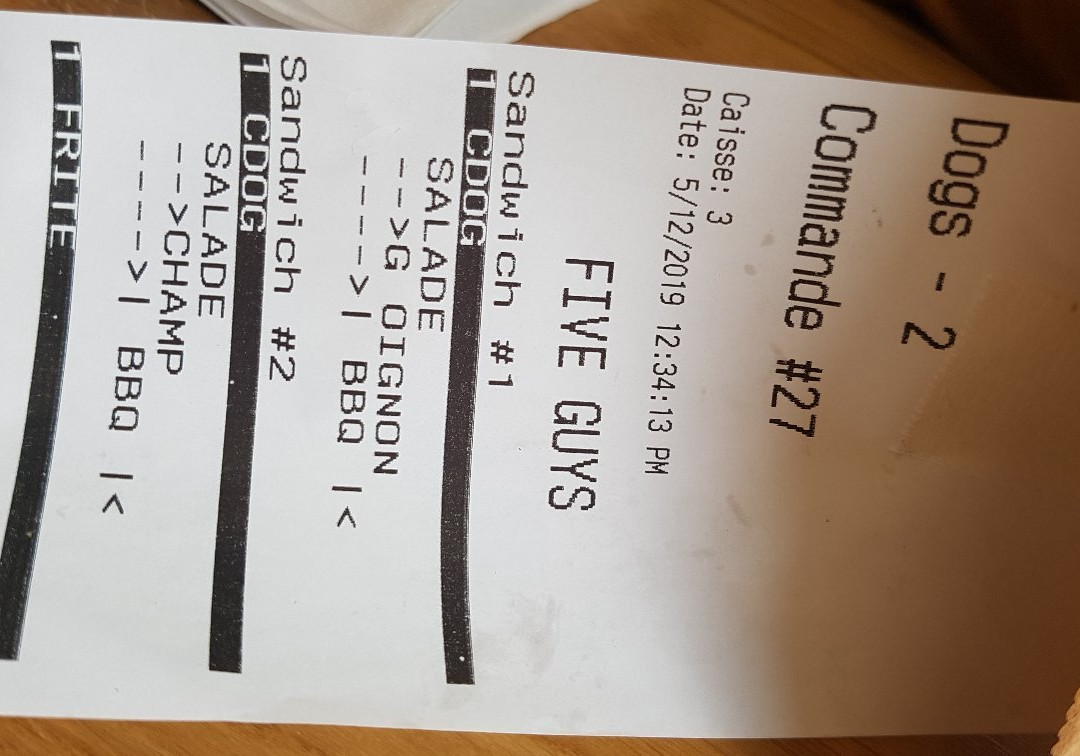 Dogs - 2
Commande #27
Caisse: 3
Date: 5/12/2019 12:34:13 PM
FIVE GUYS
Sandwich #1
1 CDOG
SALADE
-->G OIGNON
---->| BBQ |<
Sandwich #2
1 CDOG
SALADE
-->CHAMP
---->| BBQ |<
1 FRITE